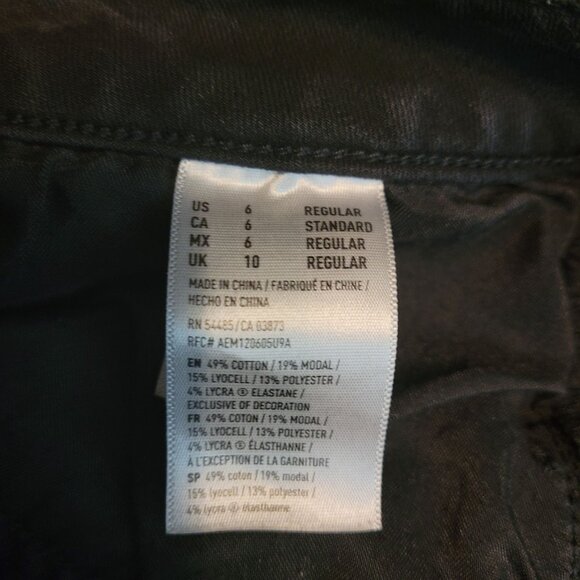 US 6 REGULAR
CA 6 STANDARD
MX 6 REGULAR
UK 10 REGULAR
MADE IN CHINA / FABRIQUÉ EN CHINE /
HECHO EN CHINA
RN 54485/CA 03873
RFC# AEM120605U9A
EN 49% COTTON / 19% MODAL /
15% LYOCELL / 13% POLYESTER /
4% LYCRA ® ELASTANE /
EXCLUSIVE OF DECORATION
FR 49% COTON / 19% MODAL /
15% LYOCELL / 13% POLYESTER /
4% LYCRA ® ÉLASTHANNE /
À L'EXCEPTION DE LA GARNITURE
SP 49% coton / 19% modal /
15% lyocell / 13% polyester /
4% Lycra ® élasthanne